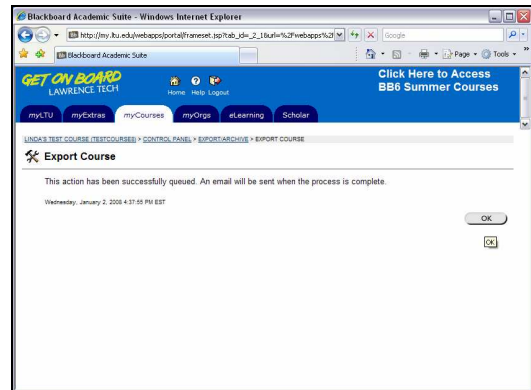 Blackboard Academic Suite - Windows Internet Explorer
http://my.ltu.edu/webapps/portal/frameset.jsp?tab_id=_2_1&url=%2Fwebapps%2f
Google
Blackboard Academic Suite
Page
Tools
GET ON BOARD
LAWRENCE TECH
Home Help Logout
Click Here to Access
BB6 Summer Courses
myLTU myExtras myCourses myOrgs eLearning Scholar
LINDA'S TEST COURSE (TESTCOURSEB) > CONTROL PANEL > EXPORT/ARCHIVE > EXPORT COURSE
Export Course
This action has been successfully queued. An email will be sent when the process is complete.
Wednesday, January 2, 2008 4:37:55 PM EST
OK
OK